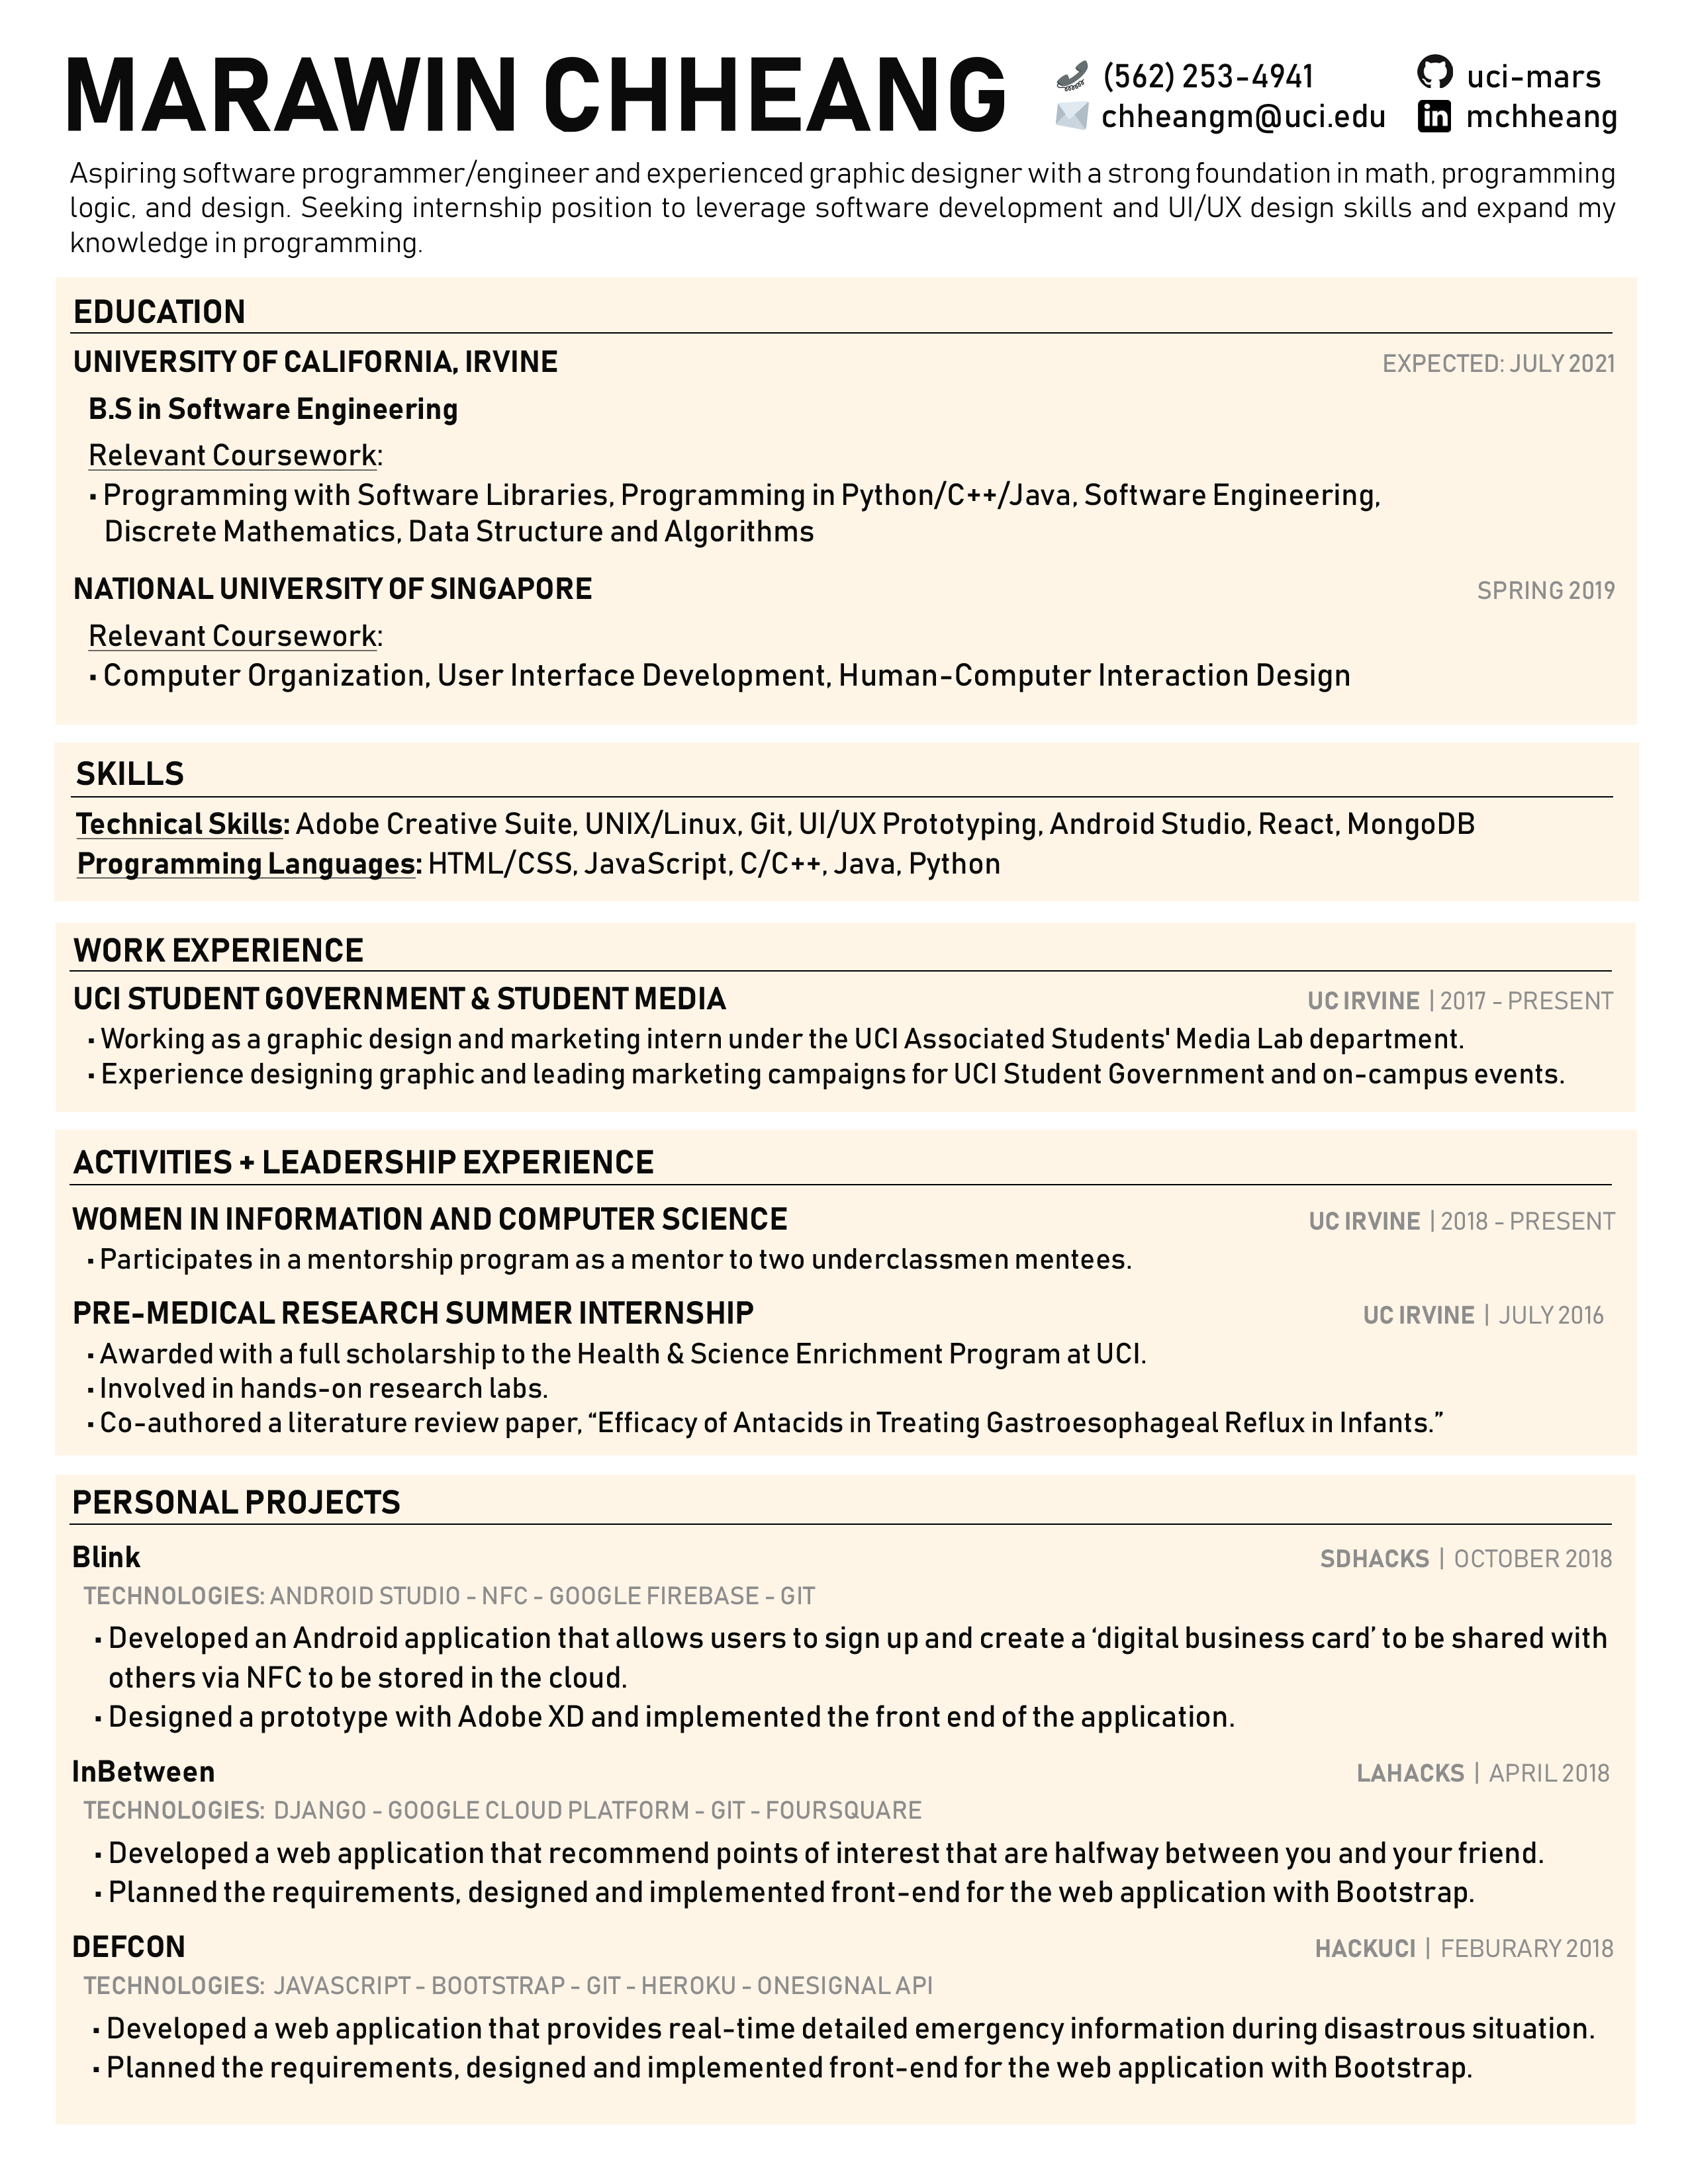 MARAWIN CHHEANG
(562) 253-4941
uci-mars
chheangm@uci.edu
mchheang
Aspiring software programmer/engineer and experienced graphic designer with a strong foundation in math, programming
logic, and design. Seeking internship position to leverage software development and UI/UX design skills and expand my
knowledge in programming.
EDUCATION
UNIVERSITY OF CALIFORNIA, IRVINE EXPECTED: JULY 2021
B.S in Software Engineering
Relevant Coursework:
▪ Programming with Software Libraries, Programming in Python/C++/Java, Software Engineering,
Discrete Mathematics, Data Structure and Algorithms
NATIONAL UNIVERSITY OF SINGAPORE SPRING 2019
Relevant Coursework:
▪ Computer Organization, User Interface Development, Human-Computer Interaction Design
SKILLS
Technical Skills: Adobe Creative Suite, UNIX/Linux, Git, UI/UX Prototyping, Android Studio, React, MongoDB
Programming Languages: HTML/CSS, JavaScript, C/C++, Java, Python
WORK EXPERIENCE
UCI STUDENT GOVERNMENT & STUDENT MEDIA UC IRVINE | 2017 - PRESENT
▪ Working as a graphic design and marketing intern under the UCI Associated Students' Media Lab department.
▪ Experience designing graphic and leading marketing campaigns for UCI Student Government and on-campus events.
ACTIVITIES + LEADERSHIP EXPERIENCE
WOMEN IN INFORMATION AND COMPUTER SCIENCE UC IRVINE | 2018 - PRESENT
▪ Participates in a mentorship program as a mentor to two underclassmen mentees.
PRE-MEDICAL RESEARCH SUMMER INTERNSHIP UC IRVINE | JULY 2016
▪ Awarded with a full scholarship to the Health & Science Enrichment Program at UCI.
▪ Involved in hands-on research labs.
▪ Co-authored a literature review paper, “Efficacy of Antacids in Treating Gastroesophageal Reflux in Infants.”
PERSONAL PROJECTS
Blink SDHACKS | OCTOBER 2018
TECHNOLOGIES: ANDROID STUDIO - NFC - GOOGLE FIREBASE - GIT
▪ Developed an Android application that allows users to sign up and create a ‘digital business card’ to be shared with
others via NFC to be stored in the cloud.
▪ Designed a prototype with Adobe XD and implemented the front end of the application.
InBetween LAHACKS | APRIL 2018
TECHNOLOGIES: DJANGO - GOOGLE CLOUD PLATFORM - GIT - FOURSQUARE
▪ Developed a web application that recommend points of interest that are halfway between you and your friend.
▪ Planned the requirements, designed and implemented front-end for the web application with Bootstrap.
DEFCON HACKUCI | FEBURARY 2018
TECHNOLOGIES: JAVASCRIPT - BOOTSTRAP - GIT - HEROKU - ONESIGNAL API
▪ Developed a web application that provides real-time detailed emergency information during disastrous situation.
▪ Planned the requirements, designed and implemented front-end for the web application with Bootstrap.